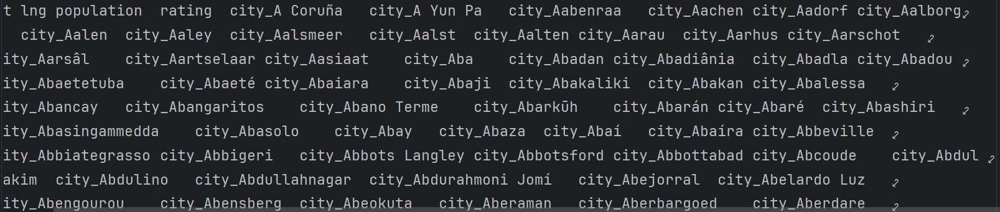 t lng population rating city_A Coruña city_A Yun Pa city_Aabenraa city_Aachen city_Aadorf city_Aalborg
city_Aalen city_Aaley city_Aalsmeer city_Aalst city_Aalten city_Aarau city_Aarhus city_Aarschot
ity_Aarsâl city_Aartselaar city_Aasiaat city_Aba city_Abadan city_Abadiânia city_Abadla city_Abadou
ity_Abaetetuba city_Abaeté city_Abaiara city_Abaji city_Abakaliki city_Abakan city_Abalessa
ity_Abancay city_Abangaritos city_Abano Terme city_Abarkūh city_Abarán city_Abaré city_Abashiri
ity_Abasingammedda city_Abasolo city_Abay city_Abaza city_Abaí city_Abaíra city_Abbeville
ity_Abbiategrasso city_Abbigeri city_Abbots Langley city_Abbotsford city_Abbottabad city_Abcoude city_Abdul
akim city_Abdulino city_Abdullahnagar city_Abdurahmoni Jomí city_Abejorral city_Abelardo Luz
ity_Abengourou city_Abensberg city_Abeokuta city_Aberaman city_Aberbargoed city_Aberdare